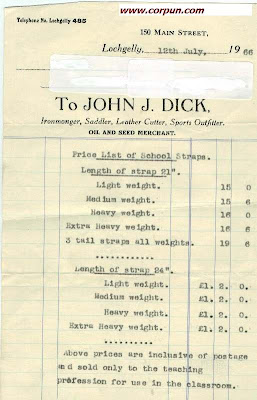 www.corpun.com
Telephone No. Lochgelly 485
150 MAIN STREET,
Lochgelly, 12th July, 1966
To JOHN J. DICK,
Ironmonger, Saddler, Leather Cutter, Sports Outfitter.
OIL AND SEED MERCHANT.
Price List of School Straps.
Length of strap 21".
Light weight. 15 0
Medium weight. 15 6
Heavy weight. 16 0
Extra Heavy weight. 16 6
3 tail straps all weights. 19 6
...........
Length of strap 24".
Light weight. £1. 2. 0.
Medium weight. £1. 2. 0.
Heavy weight. £1. 2. 0.
Extra Heavy weight. £1. 2. 0.
..........
Above prices are inclusive of postage
and sold only to the teaching
profession for use in the classroom.